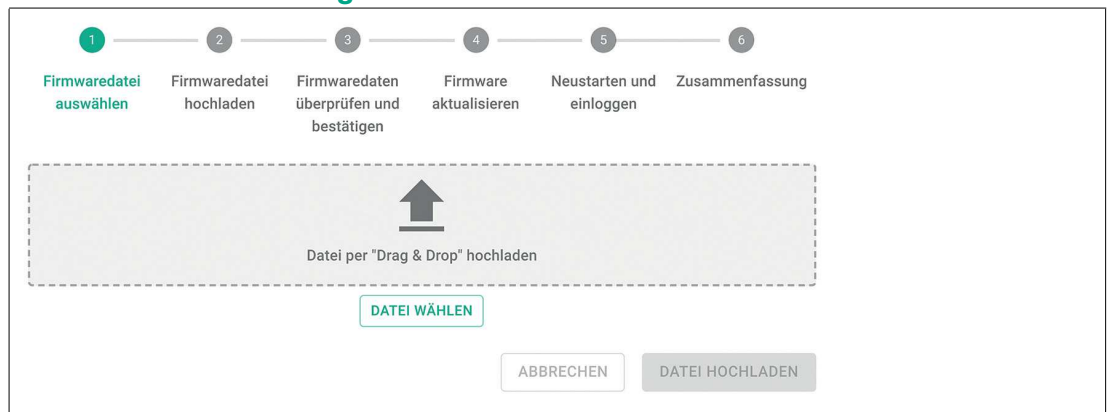 1 2 3 4 5 6
Firmwaredatei Firmwaredatei Firmwaredaten Firmware Neustarten und Zusammenfassung
auswählen hochladen überprüfen und aktualisieren einloggen
bestätigen
Datei per "Drag & Drop" hochladen
DATEI WÄHLEN
ABBRECHEN DATEI HOCHLADEN